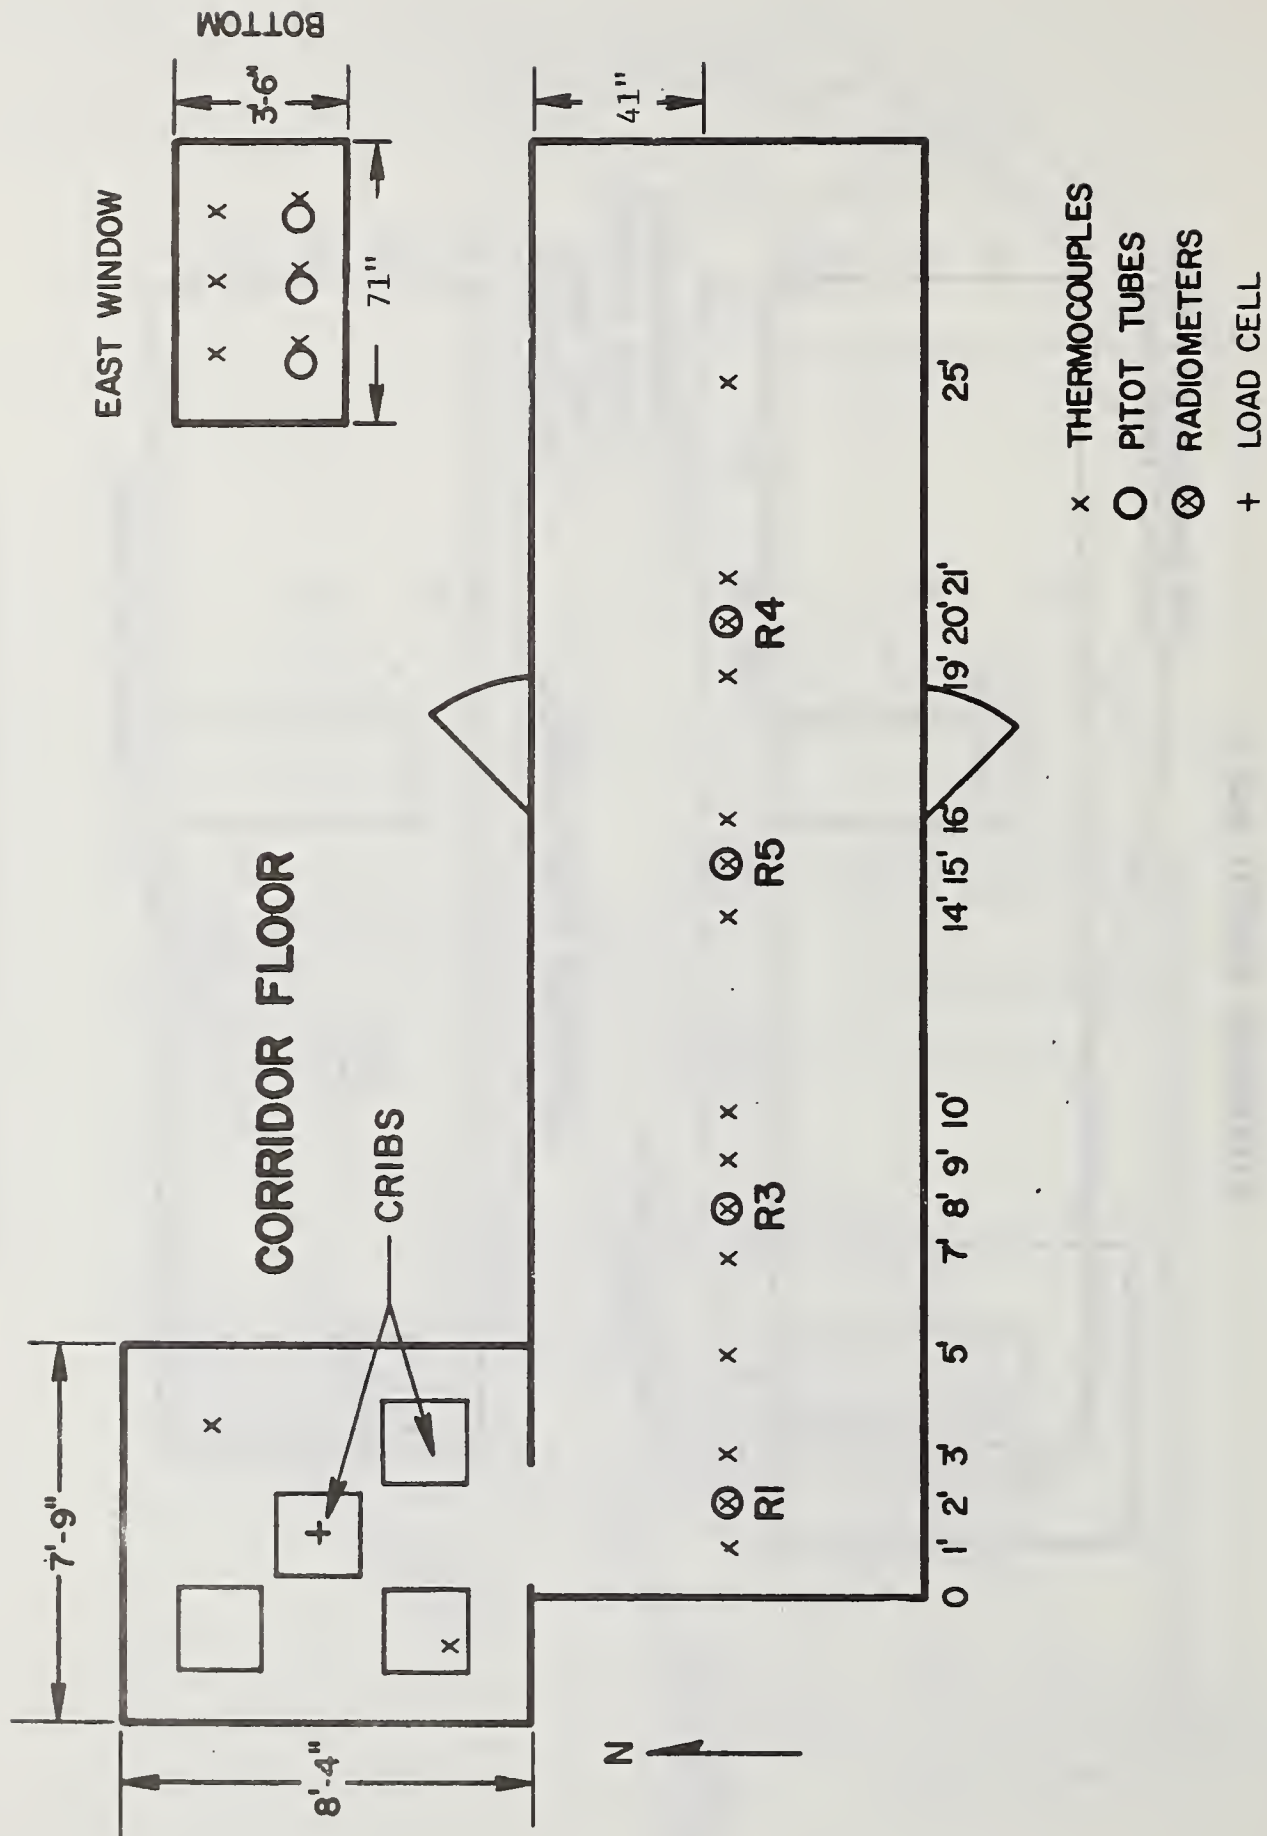 EAST WINDOW
BOTTOM
3'-6"
71"
41"
CORRIDOR FLOOR
CRIBS
7'-9"
8'-4"
N
R1
R3
R5
R4
0 1' 2' 3' 5' 7' 8' 9' 10' 14' 15' 16' 19' 20' 21' 25'
x THERMOCOUPLES
O PITOT TUBES
⊗ RADIOMETERS
+ LOAD CELL